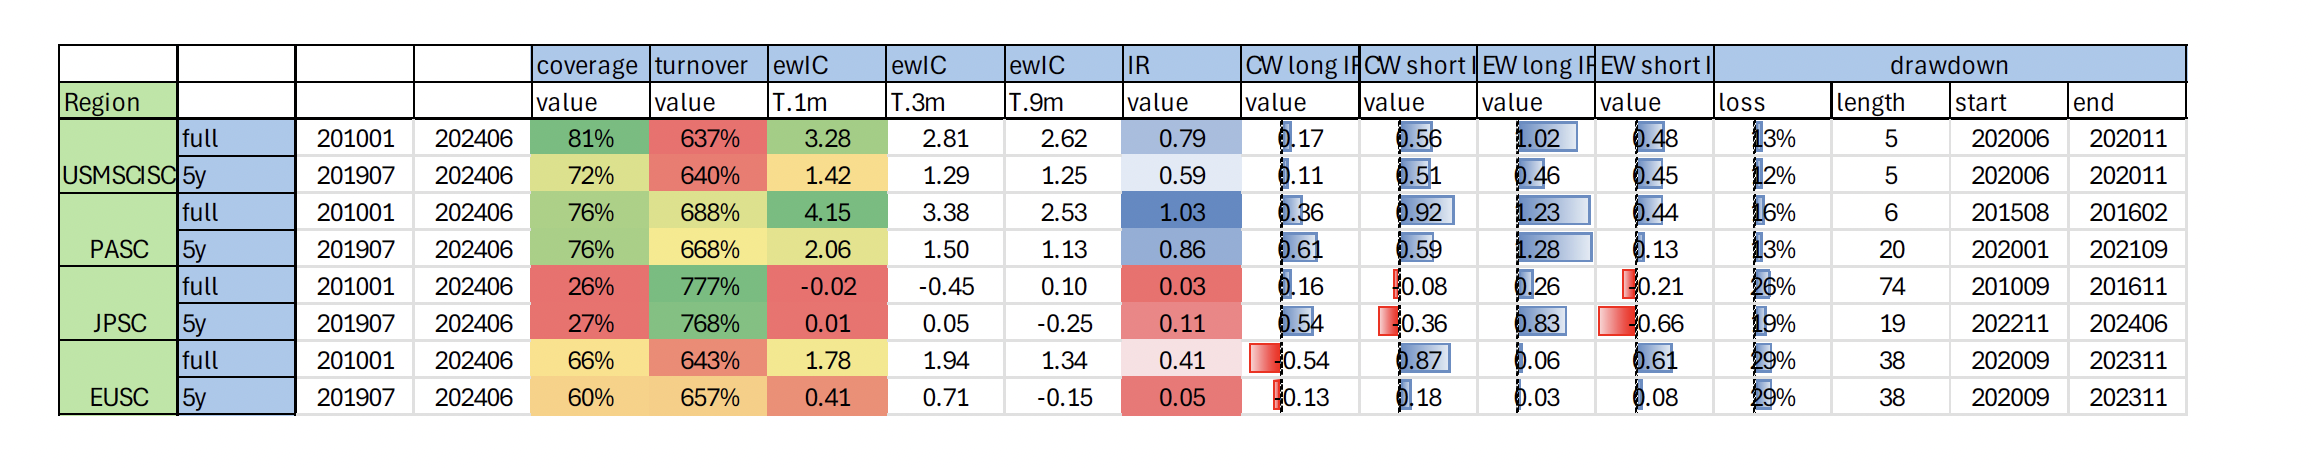 coverage turnover ewIC ewIC ewIC IR CW long IR CW short I EW long IR EW short I drawdown
Region value value T.1m T.3m T.9m value value value value value loss length start end
USMSCISC full 201001 202406 81% 637% 3.28 2.81 2.62 0.79 0.17 0.56 1.02 0.48 13% 5 202006 202011
5y 201907 202406 72% 640% 1.42 1.29 1.25 0.59 0.11 0.51 0.46 0.45 12% 5 202006 202011
PASC full 201001 202406 76% 688% 4.15 3.38 2.53 1.03 0.36 0.92 1.23 0.44 16% 6 201508 201602
5y 201907 202406 76% 668% 2.06 1.50 1.13 0.86 0.61 0.59 1.28 0.13 13% 20 202001 202109
JPSC full 201001 202406 26% 777% -0.02 -0.45 0.10 0.03 0.16 -0.08 0.26 -0.21 26% 74 201009 201611
5y 201907 202406 27% 768% 0.01 0.05 -0.25 0.11 0.54 -0.36 0.83 -0.66 19% 19 202211 202406
EUSC full 201001 202406 66% 643% 1.78 1.94 1.34 0.41 -0.54 0.87 0.06 0.61 29% 38 202009 202311
5y 201907 202406 60% 657% 0.41 0.71 -0.15 0.05 -0.13 0.18 0.03 0.08 29% 38 202009 202311